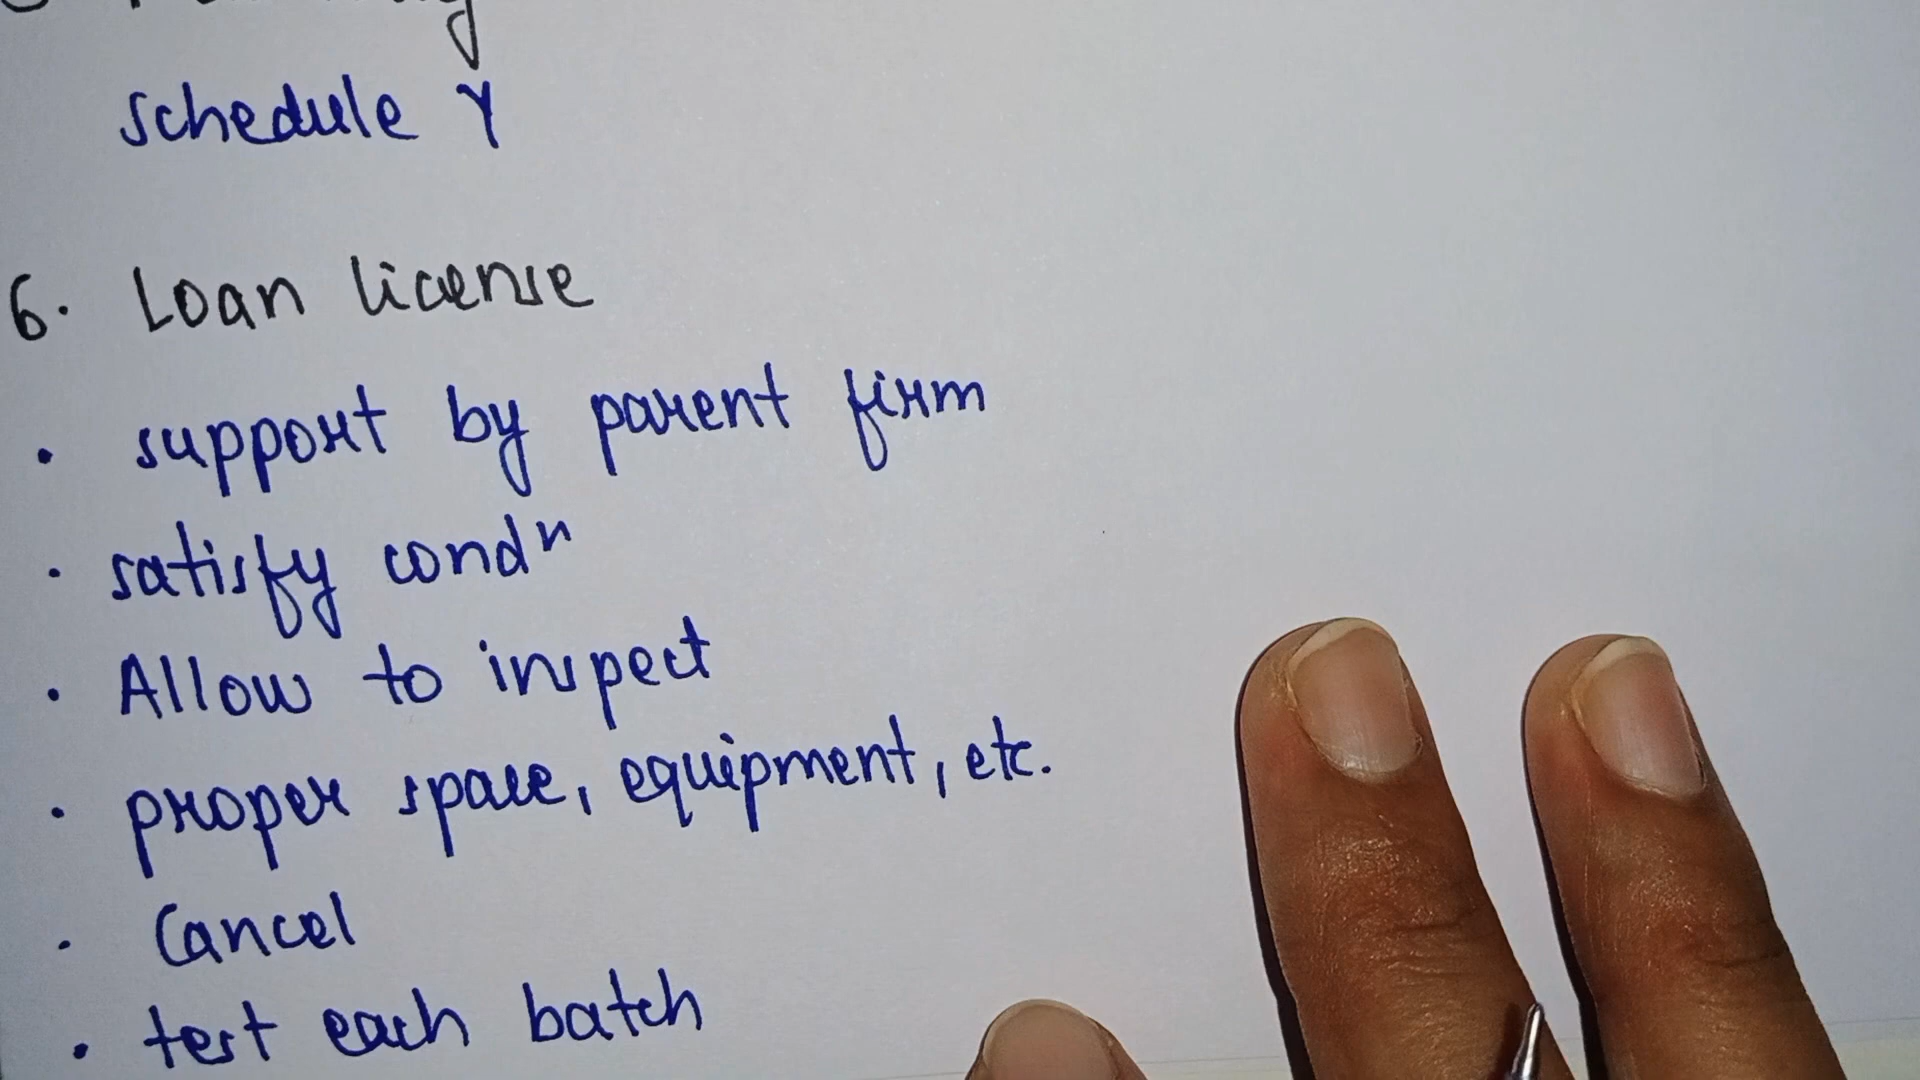 schedule Y
6. Loan license
• support by parent firm
• satisfy condⁿ
• Allow to inspect
• proper space, equipment, etc.
• Cancel
• test each batch